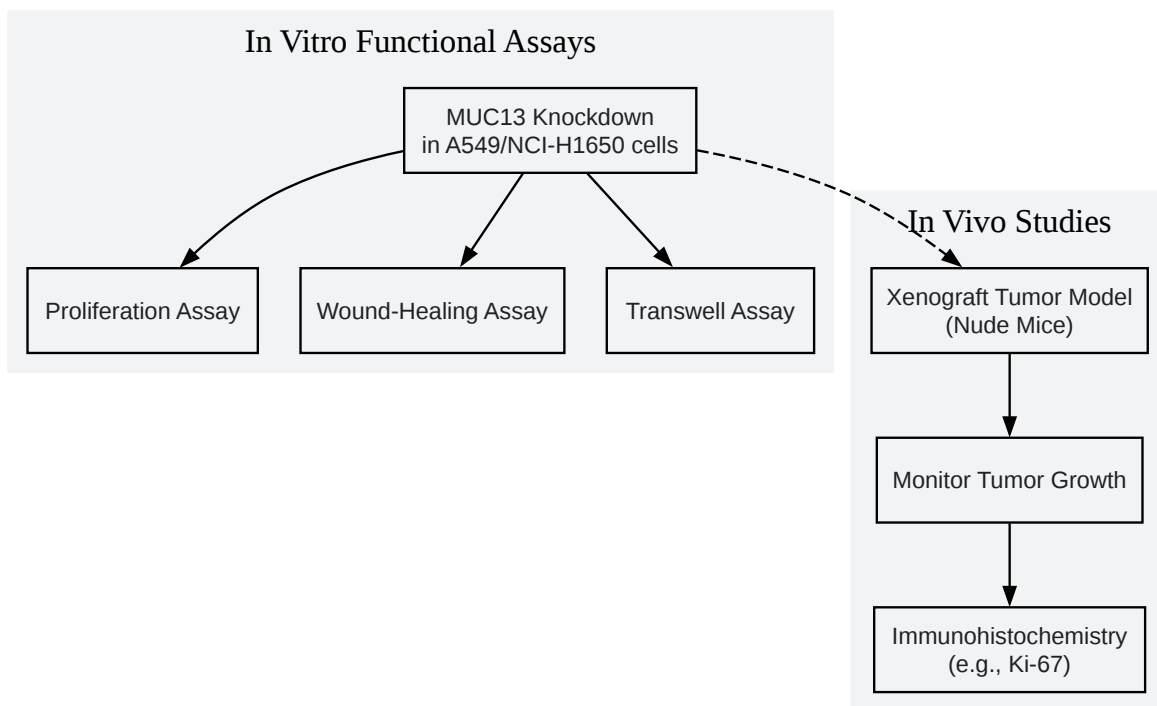 In Vitro Functional Assays
MUC13 Knockdown
in A549/NCI-H1650 cells
In Vivo Studies
Proliferation Assay
Wound-Healing Assay
Transwell Assay
Xenograft Tumor Model
(Nude Mice)
Monitor Tumor Growth
Immunohistochemistry
(e.g., Ki-67)